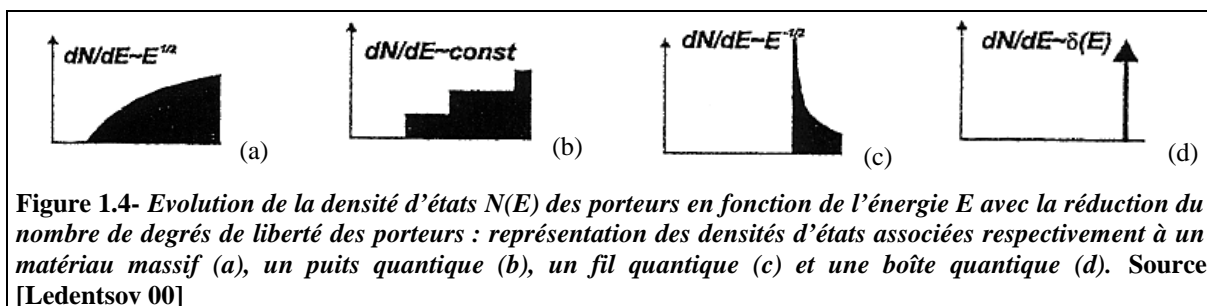 dN/dE~E^1/2
(a)
dN/dE~const
(b)
dN/dE~E^-1/2
(c)
dN/dE~δ(E)
(d)
Figure 1.4- Evolution de la densité d’états N(E) des porteurs en fonction de l’énergie E avec la réduction du
nombre de degrés de liberté des porteurs : représentation des densités d’états associées respectivement à un
matériau massif (a), un puits quantique (b), un fil quantique (c) et une boîte quantique (d). Source
[Ledentsov 00]